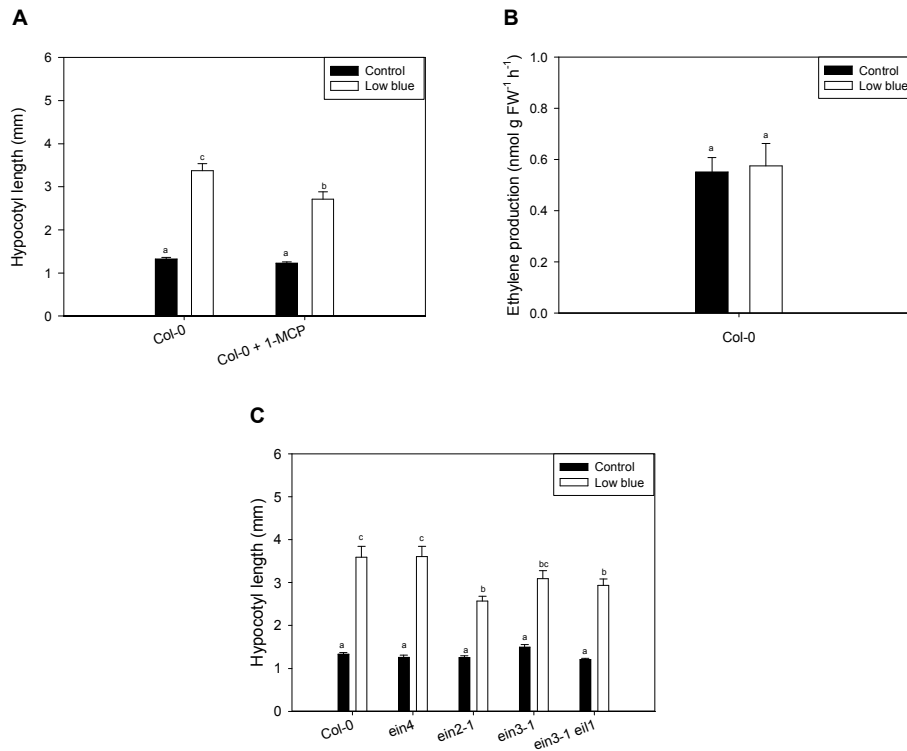 A
Hypocotyl length (mm)
6
5
4
3
2
1
0
Control
Low blue
a
c
a
b
Col-0
Col-0 + 1-MCP
B
Ethylene production (nmol g FW⁻¹ h⁻¹)
1.0
0.8
0.6
0.4
0.2
0.0
Control
Low blue
a
a
Col-0
C
Hypocotyl length (mm)
6
5
4
3
2
1
0
Control
Low blue
a
c
a
c
a
b
a
bc
a
b
Col-0
ein4
ein2-1
ein3-1
ein3-1 eil1